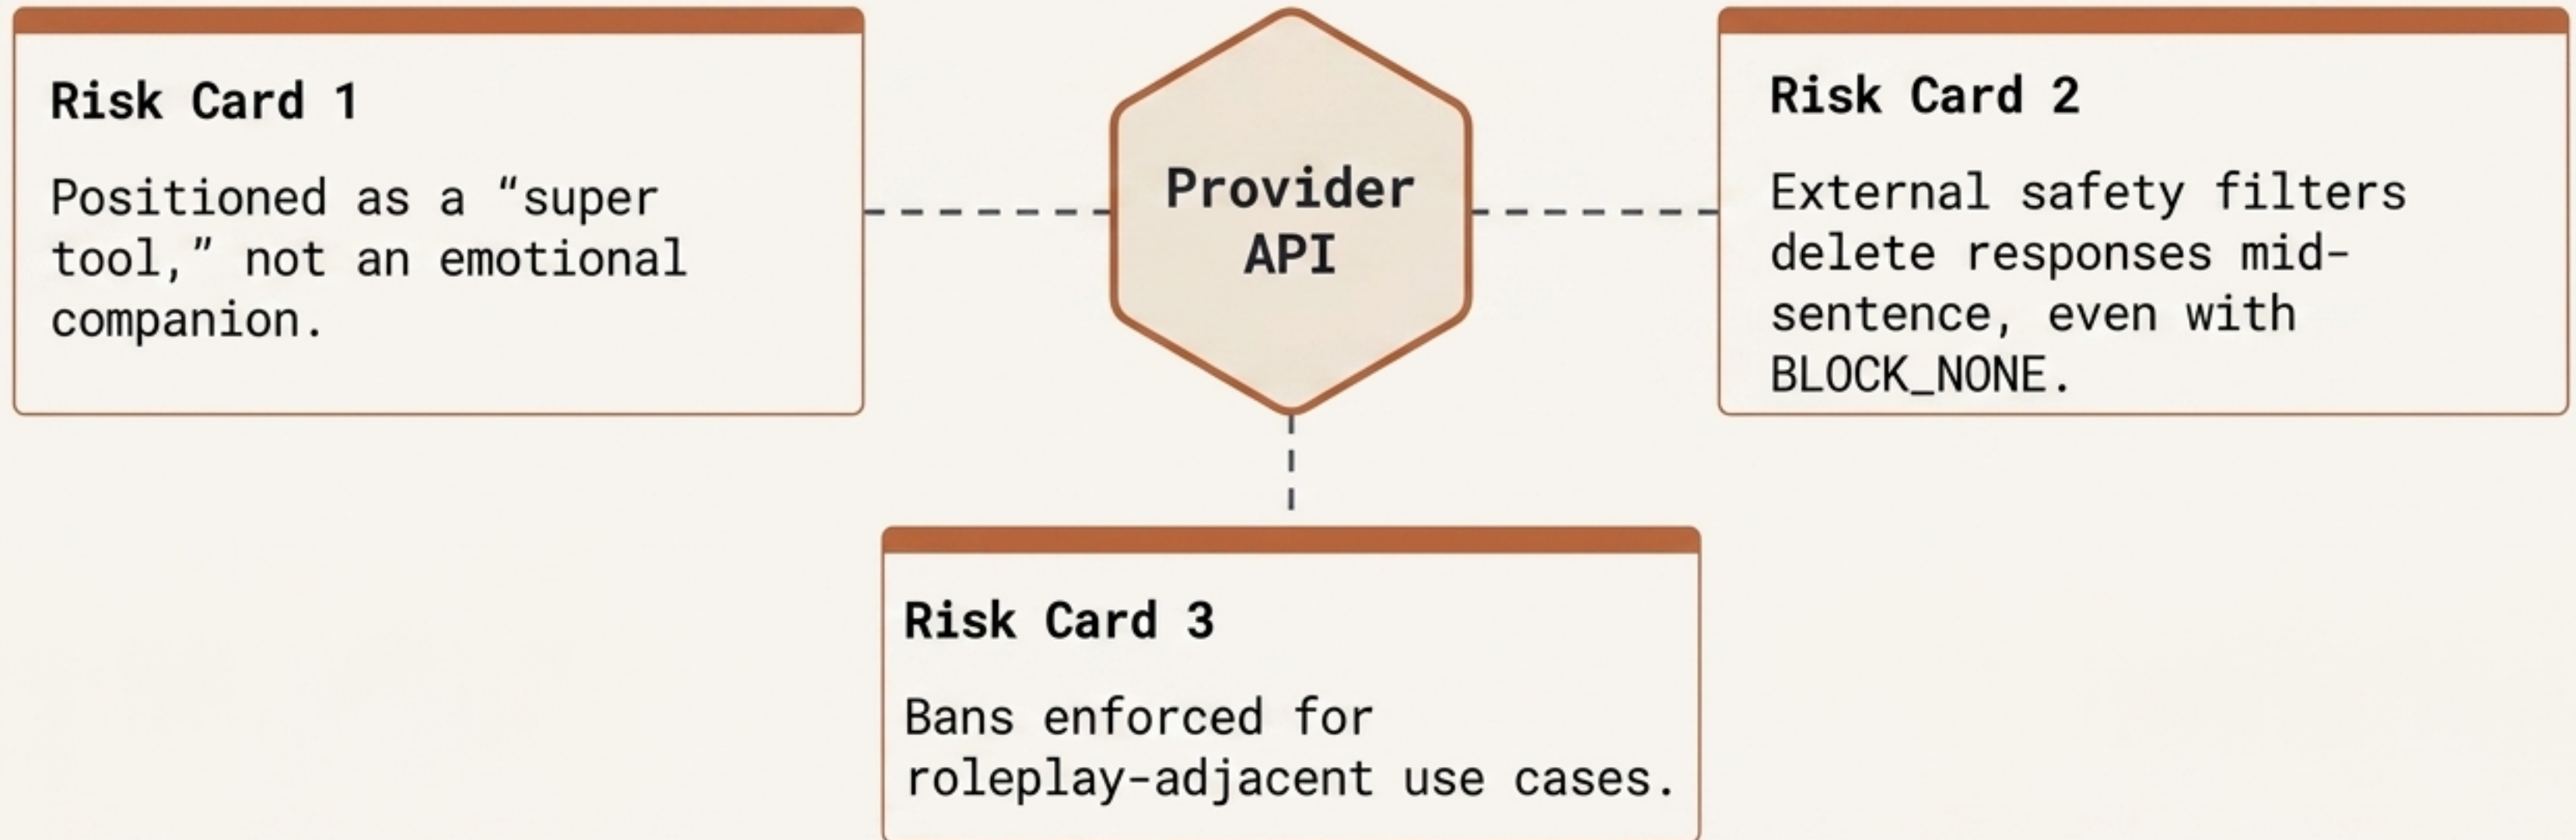 Risk Card 1
Positioned as a “super
tool,” not an emotional
companion.
Provider
API
Risk Card 2
External safety filters
delete responses mid-
sentence, even with
BLOCK_NONE.
Risk Card 3
Bans enforced for
roleplay-adjacent use cases.